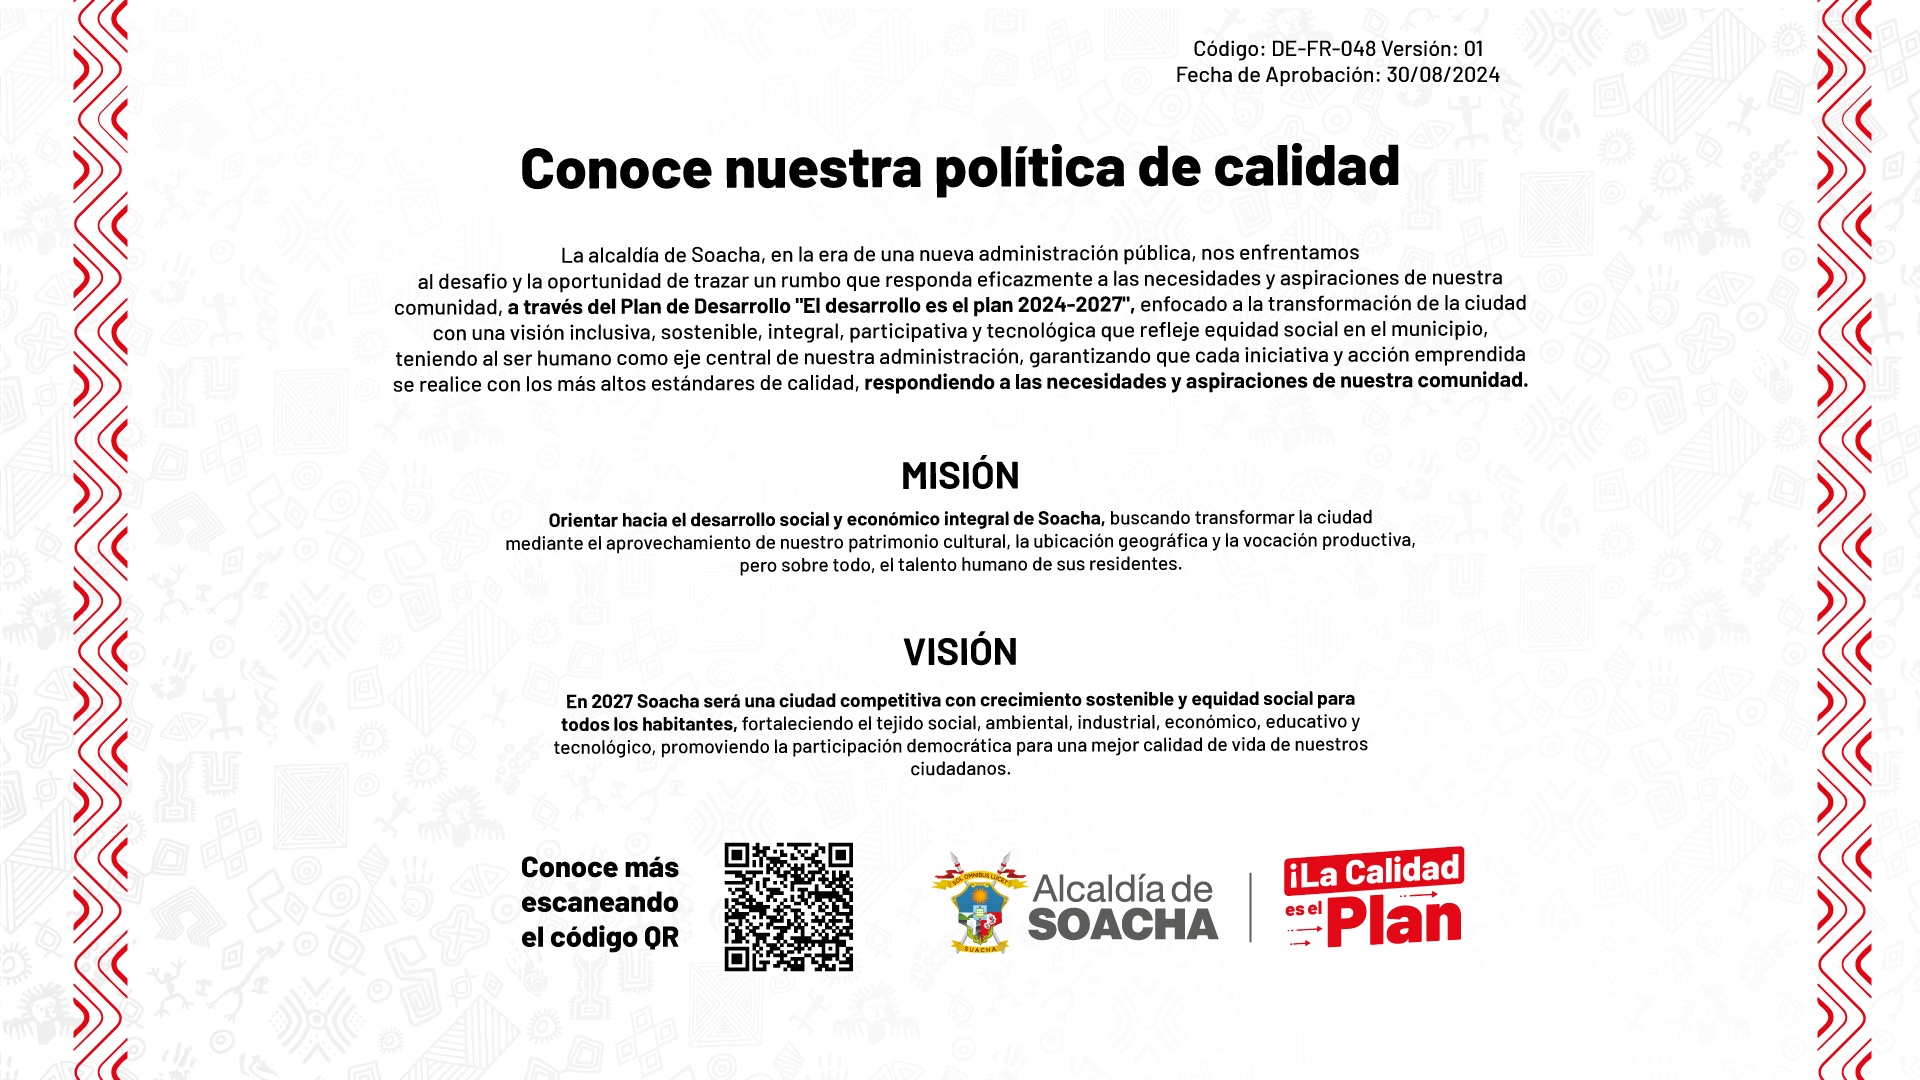 Código: DE-FR-048 Versión: 01
Fecha de Aprobación: 30/08/2024
Conoce nuestra política de calidad
La alcaldía de Soacha, en la era de una nueva administración pública, nos enfrentamos
al desafio y la oportunidad de trazar un rumbo que responda eficazmente a las necesidades y aspiraciones de nuestra
comunidad, a través del Plan de Desarrollo "El desarrollo es el plan 2024-2027", enfocado a la transformación de la ciudad
con una visión inclusiva, sostenible, integral, participativa y tecnológica que refleje equidad social en el municipio,
teniendo al ser humano como eje central de nuestra administración, garantizando que cada iniciativa y acción emprendida
se realice con los más altos estándares de calidad, respondiendo a las necesidades y aspiraciones de nuestra comunidad.
MISIÓN
Orientar hacia el desarrollo social y económico integral de Soacha, buscando transformar la ciudad
mediante el aprovechamiento de nuestro patrimonio cultural, la ubicación geográfica y la vocación productiva,
pero sobre todo, el talento humano de sus residentes.
VISIÓN
En 2027 Soacha será una ciudad competitiva con crecimiento sostenible y equidad social para
todos los habitantes, fortaleciendo el tejido social, ambiental, industrial, económico, educativo y
tecnológico, promoviendo la participación democrática para una mejor calidad de vida de nuestros
ciudadanos.
Conoce más
escaneando
el código QR
SOL OMNIBUS LUCET
SUACHA
Alcaldía de
SOACHA
¡La Calidad
es el Plan